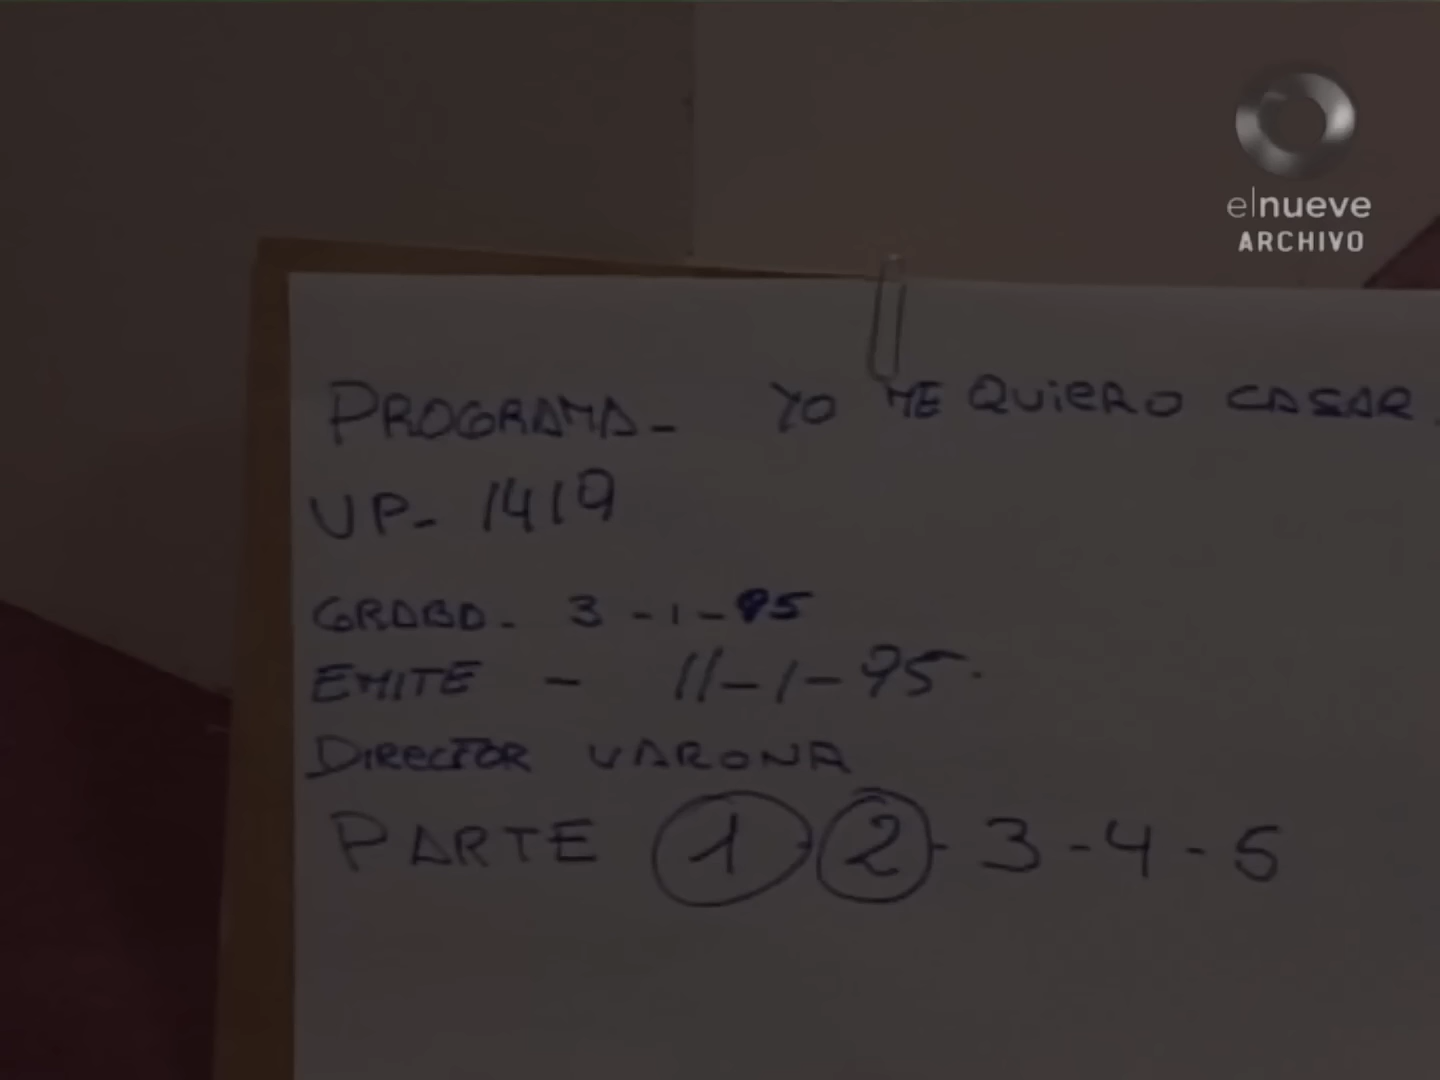 elnueve
ARCHIVO
PROGRAMA- YO ME QUIERO CASAR.
UP- 1419
GRABO. 3-1-95
EMITE - 11-1-95.
DIRECTOR VARONA
PARTE 1-2-3-4-5